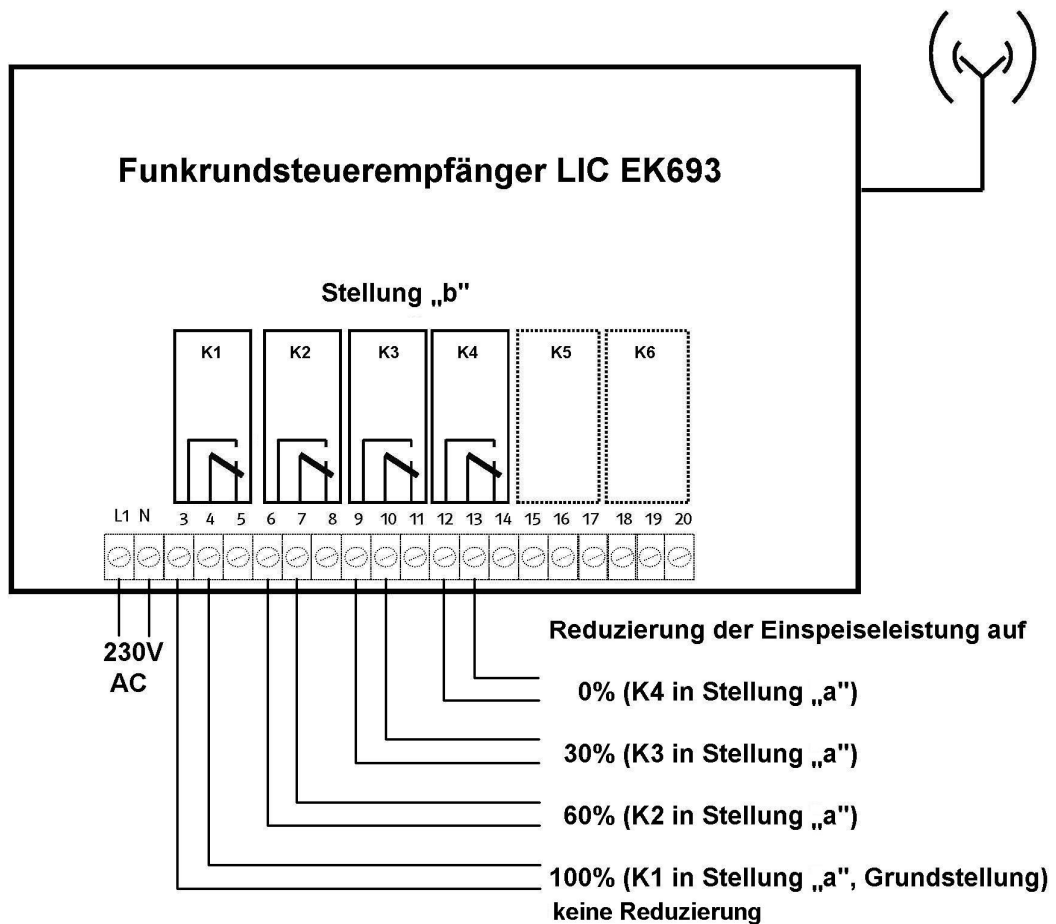 Funkrundsteuerempfänger LIC EK693
Stellung „b"
K1 K2 K3 K4 K5 K6
L1 N 3 4 5 6 7 8 9 10 11 12 13 14 15 16 17 18 19 20
230V
AC
Reduzierung der Einspeiseleistung auf
0% (K4 in Stellung „a")
30% (K3 in Stellung „a")
60% (K2 in Stellung „a")
100% (K1 in Stellung „a", Grundstellung)
keine Reduzierung